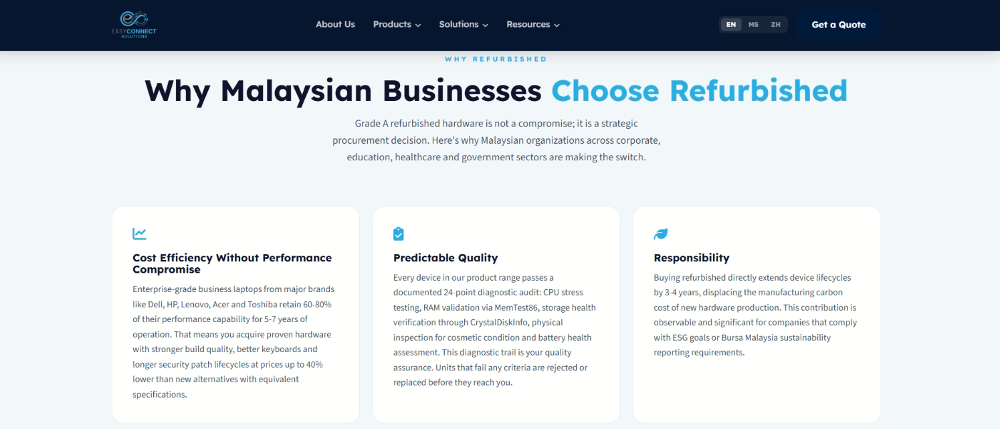 EASYCONNECT
SOLUTIONS
About Us
Products
Solutions
Resources
EN
MS
ZH
Get a Quote
WHY REFURBISHED
Why Malaysian Businesses Choose Refurbished
Grade A refurbished hardware is not a compromise; it is a strategic
procurement decision. Here's why Malaysian organizations across corporate,
education, healthcare and government sectors are making the switch.
Cost Efficiency Without Performance
Compromise
Enterprise-grade business laptops from major brands
like Dell, HP, Lenovo, Acer and Toshiba retain 60-80%
of their performance capability for 5-7 years of
operation. That means you acquire proven hardware
with stronger build quality, better keyboards and
longer security patch lifecycles at prices up to 40%
lower than new alternatives with equivalent
specifications.
Predictable Quality
Every device in our product range passes a
documented 24-point diagnostic audit: CPU stress
testing, RAM validation via MemTest86, storage health
verification through CrystalDiskInfo, physical
inspection for cosmetic condition and battery health
assessment. This diagnostic trail is your quality
assurance. Units that fail any criteria are rejected or
replaced before they reach you.
Responsibility
Buying refurbished directly extends device lifecycles
by 3-4 years, displacing the manufacturing carbon
cost of new hardware production. This contribution is
observable and significant for companies that comply
with ESG goals or Bursa Malaysia sustainability
reporting requirements.